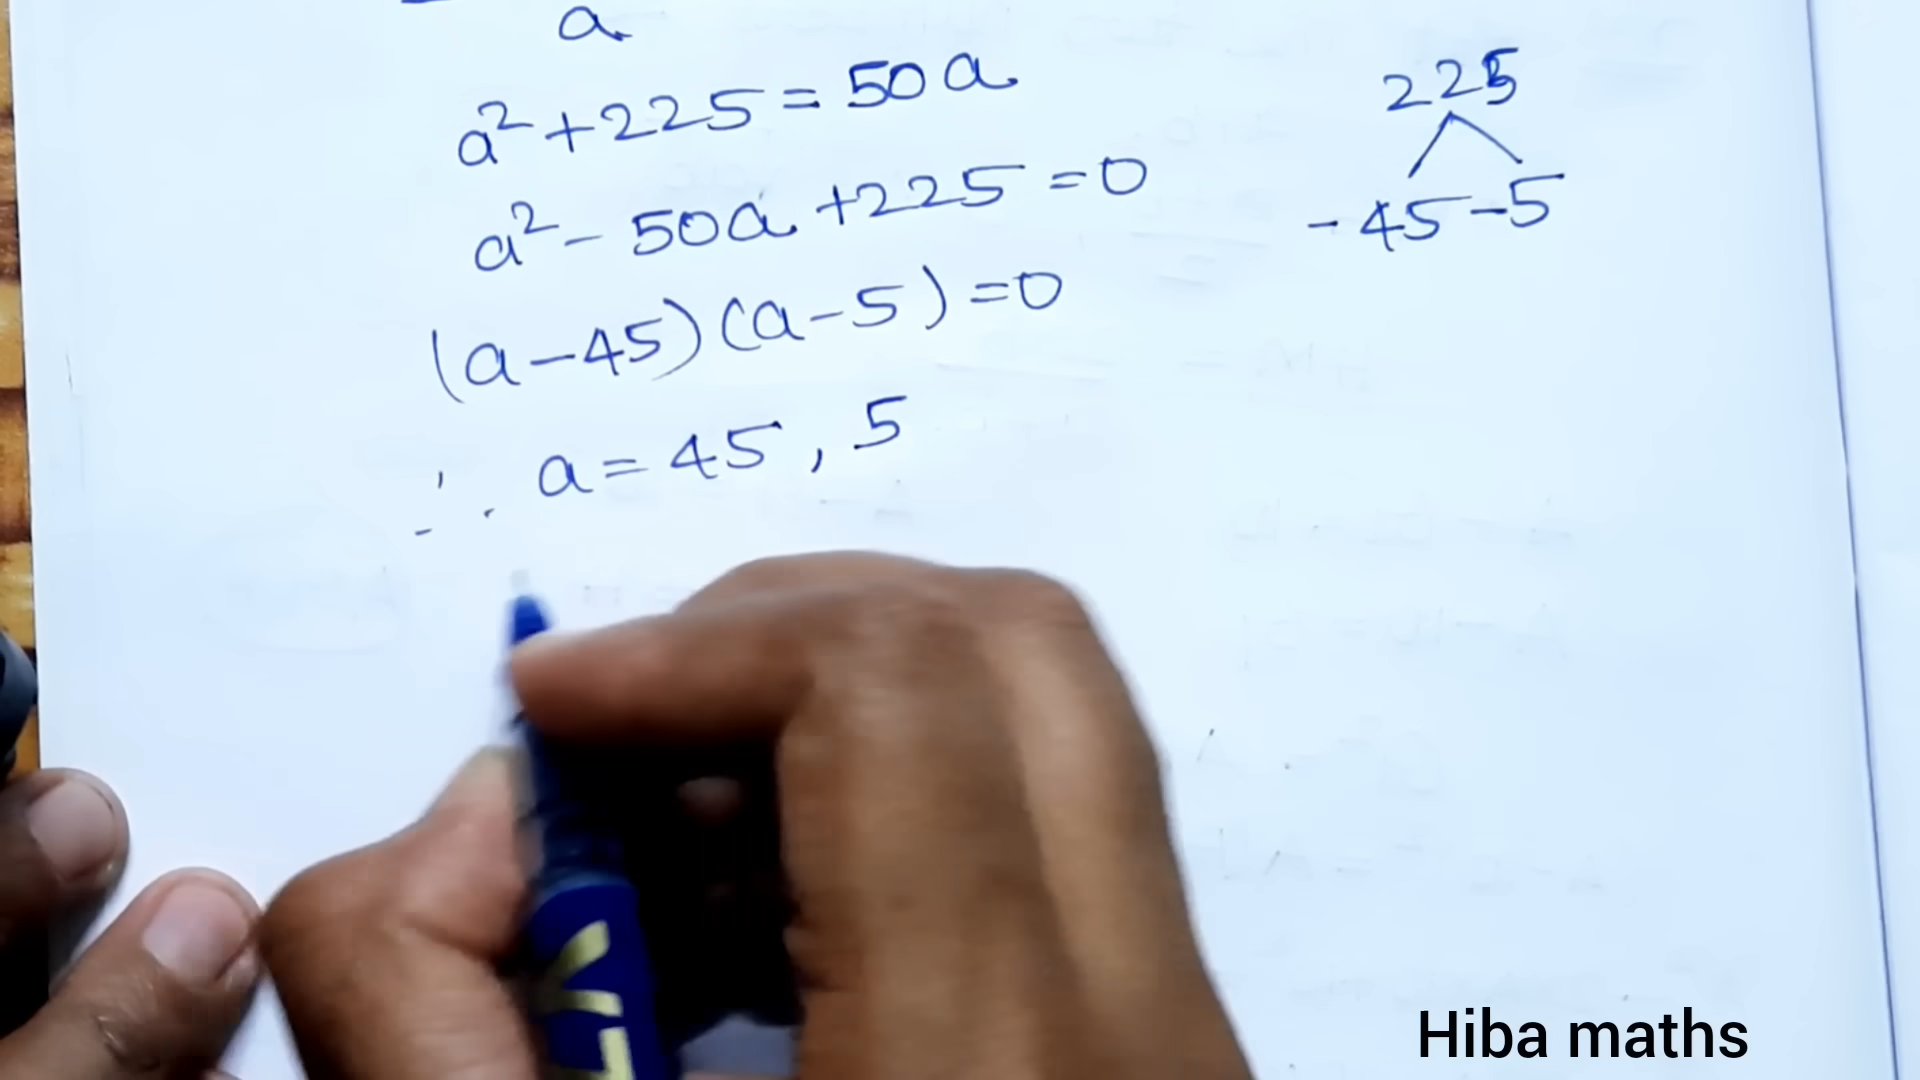 a
a²+225=50a
225
a²-50a+225=0
-45-5
(a-45)(a-5)=0
∴ a=45,5
Hiba maths